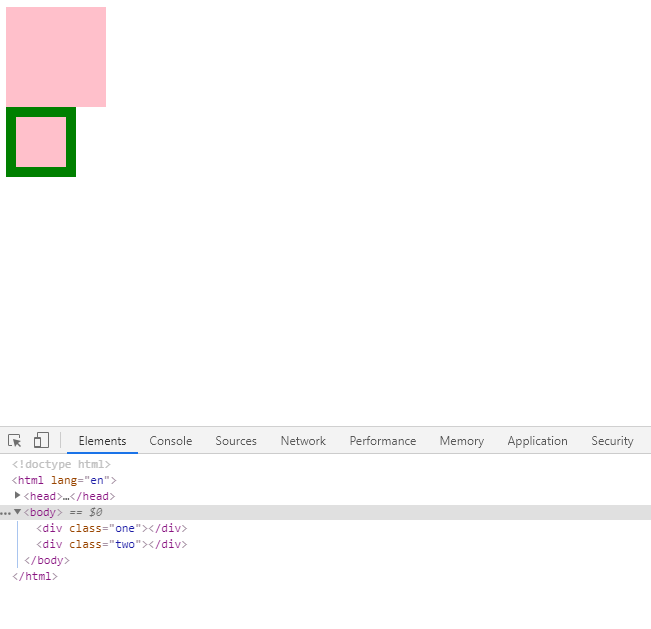 Elements Console Sources Network Performance Memory Application Security
<!doctype html>
<html lang="en">
<head>…</head>
<body> == $0
<div class="one"></div>
<div class="two"></div>
</body>
</html>